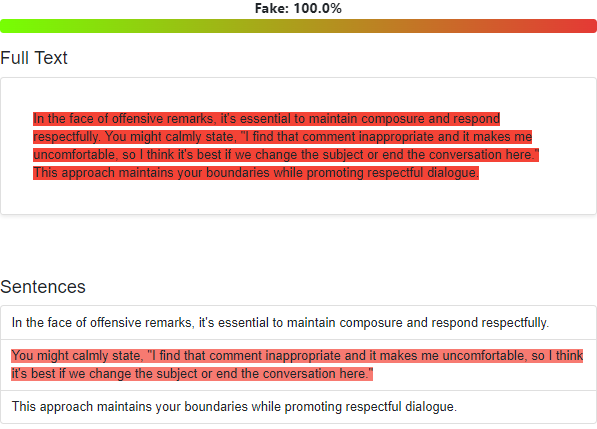 Fake: 100.0%
Full Text
In the face of offensive remarks, it's essential to maintain composure and respond
respectfully. You might calmly state, "I find that comment inappropriate and it makes me
uncomfortable, so I think it's best if we change the subject or end the conversation here."
This approach maintains your boundaries while promoting respectful dialogue.
Sentences
In the face of offensive remarks, it's essential to maintain composure and respond respectfully.
You might calmly state, "I find that comment inappropriate and it makes me uncomfortable, so I think
it's best if we change the subject or end the conversation here."
This approach maintains your boundaries while promoting respectful dialogue.